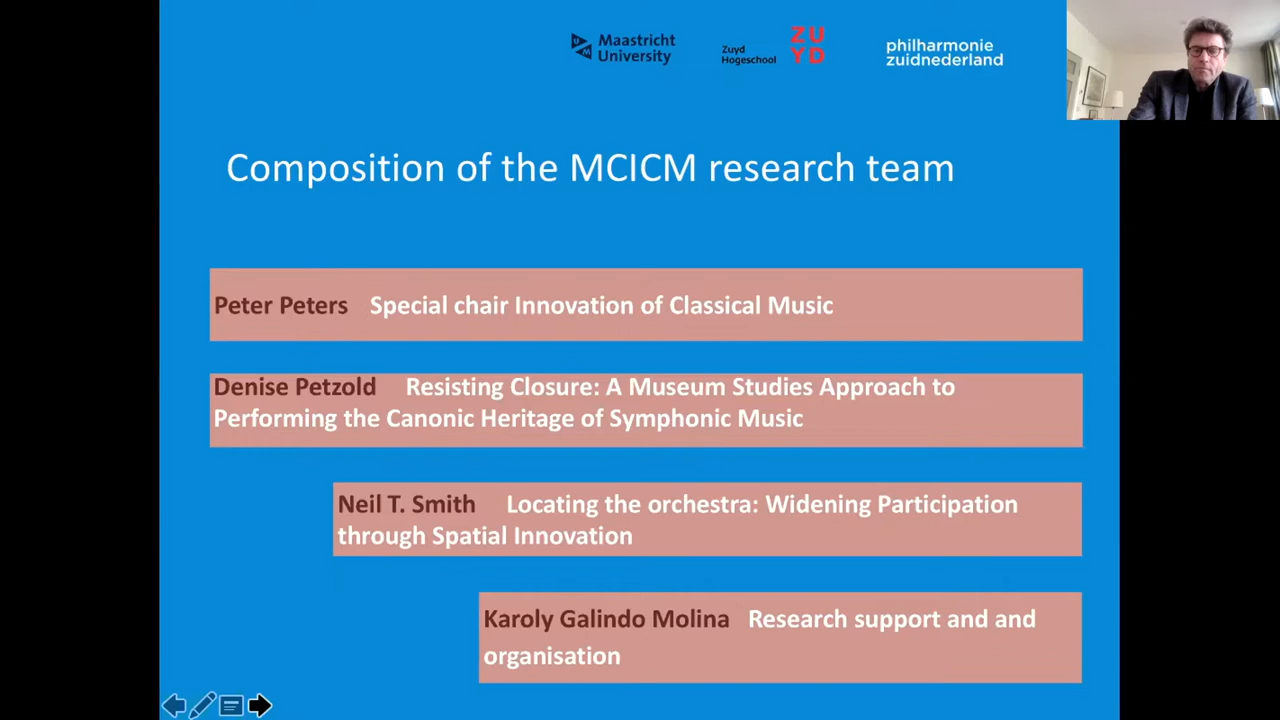 UM
Maastricht
University
Zuyd
Hogeschool
ZU
YD
philharmonie
zuidnederland
Composition of the MCICM research team
Peter Peters Special chair Innovation of Classical Music
Denise Petzold Resisting Closure: A Museum Studies Approach to
Performing the Canonic Heritage of Symphonic Music
Neil T. Smith Locating the orchestra: Widening Participation
through Spatial Innovation
Karoly Galindo Molina Research support and and
organisation